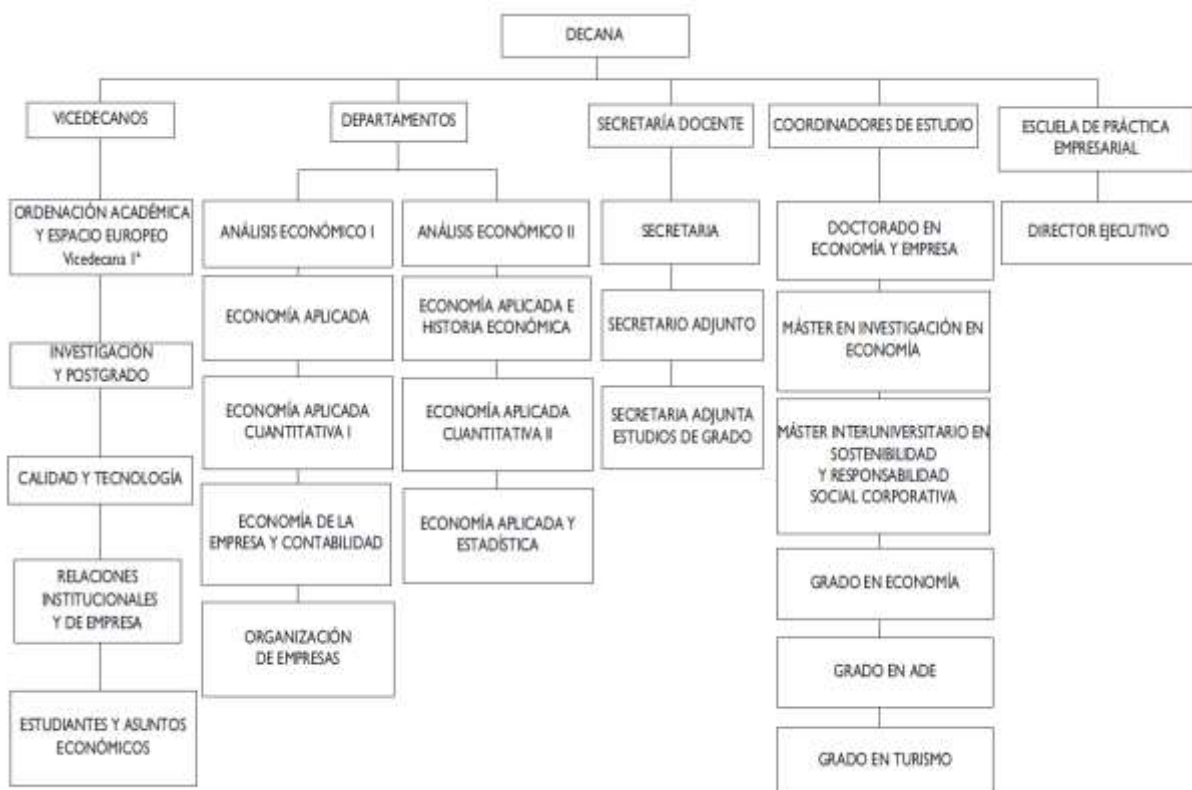 DECANA
VICEDECANOS
DEPARTAMENTOS
SECRETARÍA DOCENTE
COORDINADORES DE ESTUDIO
ESCUELA DE PRÁCTICA
EMPRESARIAL
ORDENACIÓN ACADÉMICA
Y ESPACIO EUROPEO
Vicedecana 1ª
INVESTIGACIÓN
Y POSTGRADO
CALIDAD Y TECNOLOGÍA
RELACIONES
INSTITUCIONALES
Y DE EMPRESA
ESTUDIANTES Y ASUNTOS
ECONÓMICOS
ANÁLISIS ECONÓMICO I
ECONOMÍA APLICADA
ECONOMÍA APLICADA
CUANTITATIVA I
ECONOMÍA DE LA
EMPRESA Y CONTABILIDAD
ORGANIZACIÓN
DE EMPRESAS
ANÁLISIS ECONÓMICO II
ECONOMÍA APLICADA E
HISTORIA ECONÓMICA
ECONOMÍA APLICADA
CUANTITATIVA II
ECONOMÍA APLICADA Y
ESTADÍSTICA
SECRETARIA
SECRETARIO ADJUNTO
SECRETARIA ADJUNTA
ESTUDIOS DE GRADO
DOCTORADO EN
ECONOMÍA Y EMPRESA
MÁSTER EN INVESTIGACIÓN EN
ECONOMÍA
MÁSTER INTERUNIVERSITARIO EN
SOSTENIBILIDAD
Y RESPONSABILIDAD
SOCIAL CORPORATIVA
GRADO EN ECONOMÍA
GRADO EN ADE
GRADO EN TURISMO
DIRECTOR EJECUTIVO